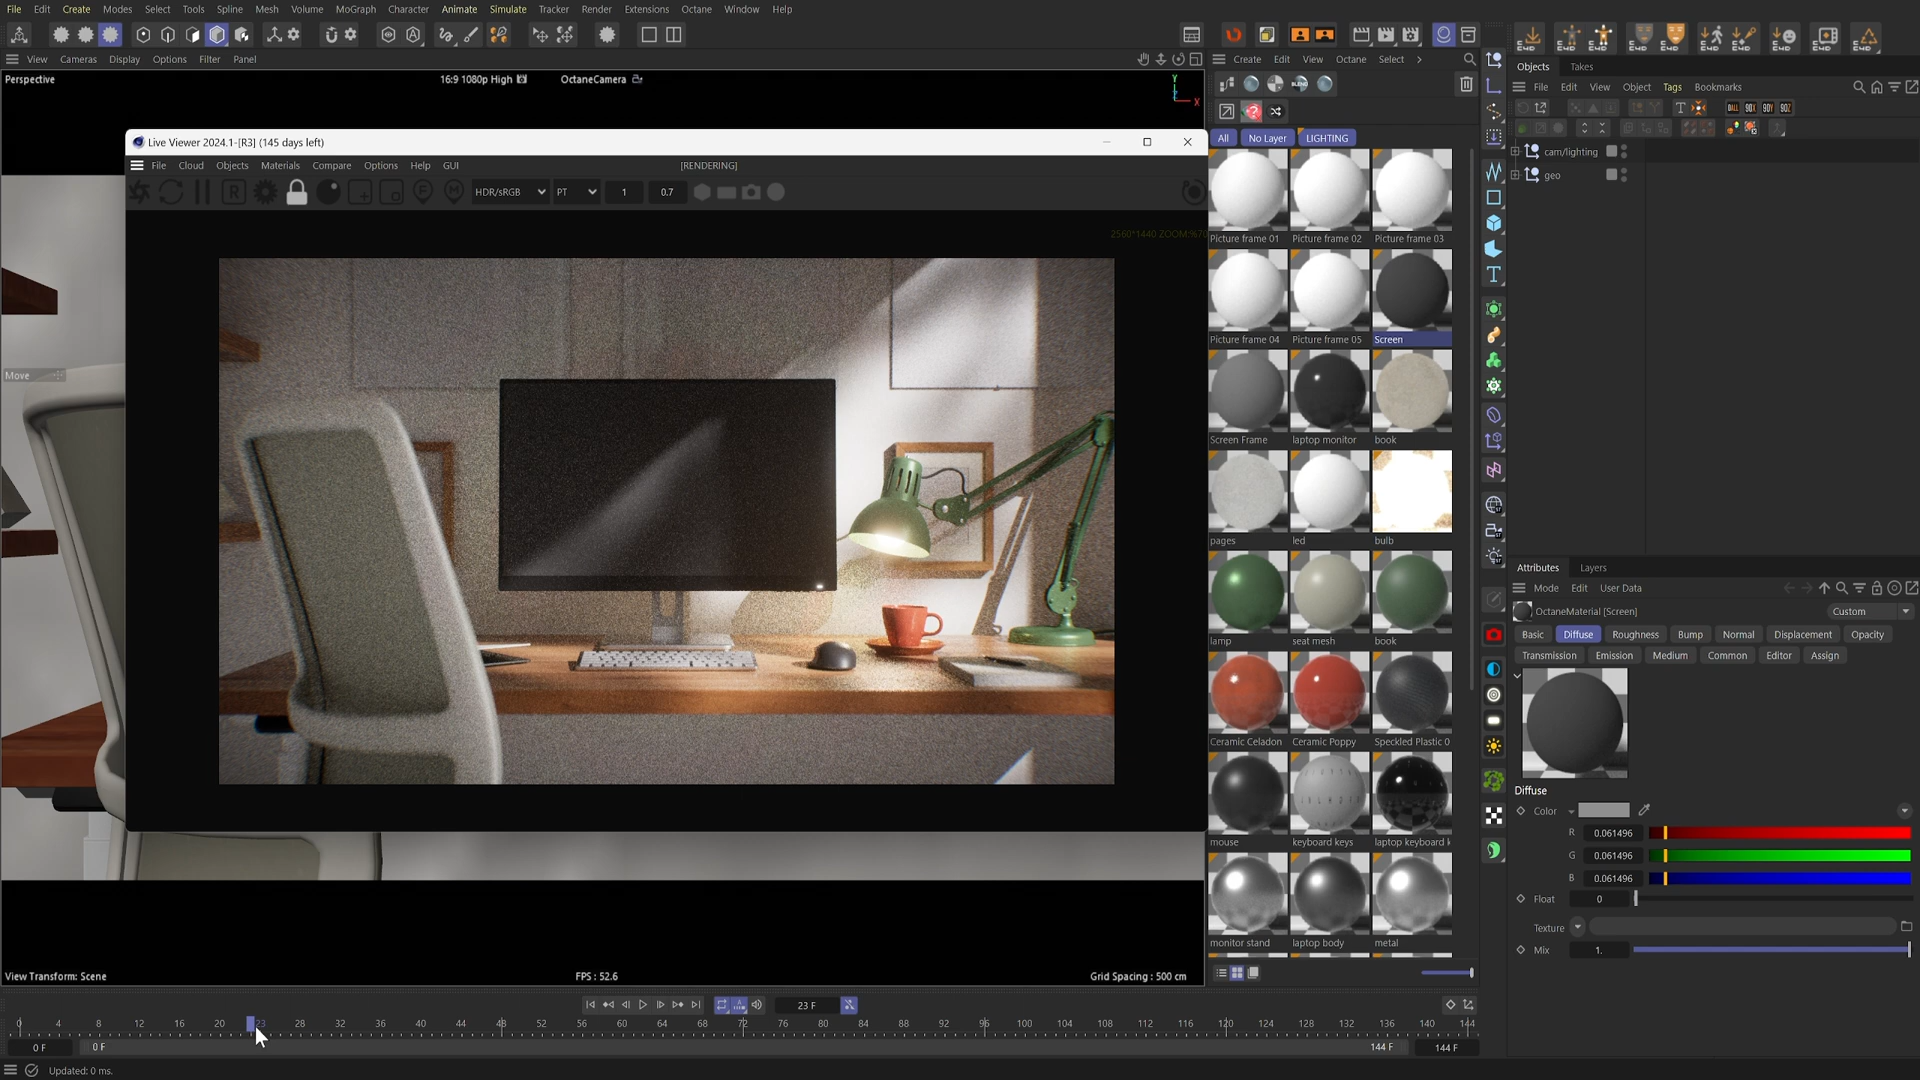 File Edit Create Modes Select Tools Spline Mesh Volume MoGraph Character Animate Simulate Tracker Render Extensions Octane Window Help
View Cameras Display Options Filter Panel
Create Edit View Octane Select
Objects Takes
File Edit View Object Tags Bookmarks
Perspective
16:9 1080p High
OctaneCamera
Y
X
Live Viewer 2024.1-[R3] (145 days left)
File Cloud Objects Materials Compare Options Help GUI
[RENDERING]
HDR/sRGB PT 1 0.7
2560*1440 ZOOM:%70
Move
All No Layer LIGHTING
Picture frame 01 Picture frame 02 Picture frame 03
Picture frame 04 Picture frame 05 Screen
Screen Frame laptop monitor book
pages led bulb
lamp seat mesh book
Ceramic Celadon Ceramic Poppy Speckled Plastic 0
mouse keyboard keys laptop keyboard k
monitor stand laptop body metal
cam/lighting
geo
Attributes Layers
Mode Edit User Data
OctaneMaterial [Screen]
Custom
Basic Diffuse Roughness Bump Normal Displacement Opacity
Transmission Emission Medium Common Editor Assign
Diffuse
Color
R 0.061496
G 0.061496
B 0.061496
Float 0
Texture
Mix 1.
View Transform: Scene
FPS : 52.6
Grid Spacing : 500 cm
23 F
0 4 8 12 16 20 23 28 32 36 40 44 48 52 56 60 64 68 72 76 80 84 88 92 96 100 104 108 112 116 120 124 128 132 136 140 144
0 F 0 F 144 F 144 F
Updated: 0 ms.